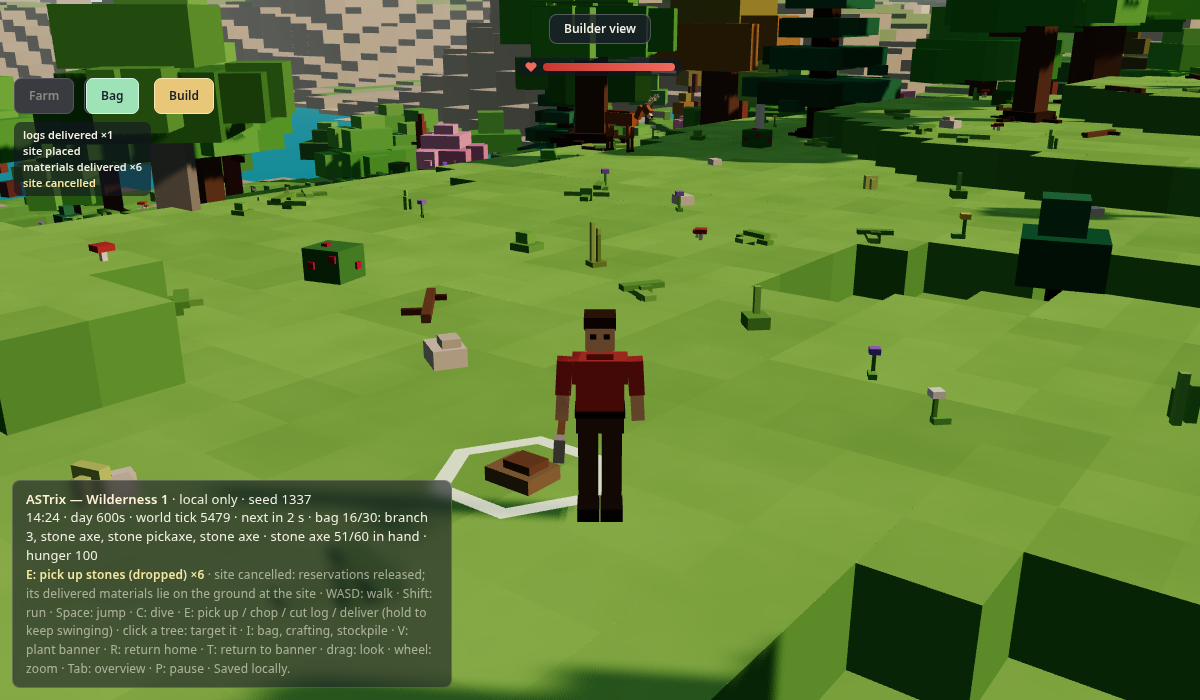 Builder view
Farm
Bag
Build
logs delivered ×1
site placed
materials delivered ×6
site cancelled
ASTrix — Wilderness 1 · local only · seed 1337
14:24 · day 600s · world tick 5479 · next in 2 s · bag 16/30: branch
3, stone axe, stone pickaxe, stone axe · stone axe 51/60 in hand ·
hunger 100
E: pick up stones (dropped) ×6 · site cancelled: reservations released;
its delivered materials lie on the ground at the site · WASD: walk · Shift:
run · Space: jump · C: dive · E: pick up / chop / cut log / deliver (hold to
keep swinging) · click a tree: target it · I: bag, crafting, stockpile · V:
plant banner · R: return home · T: return to banner · drag: look · wheel:
zoom · Tab: overview · P: pause · Saved locally.